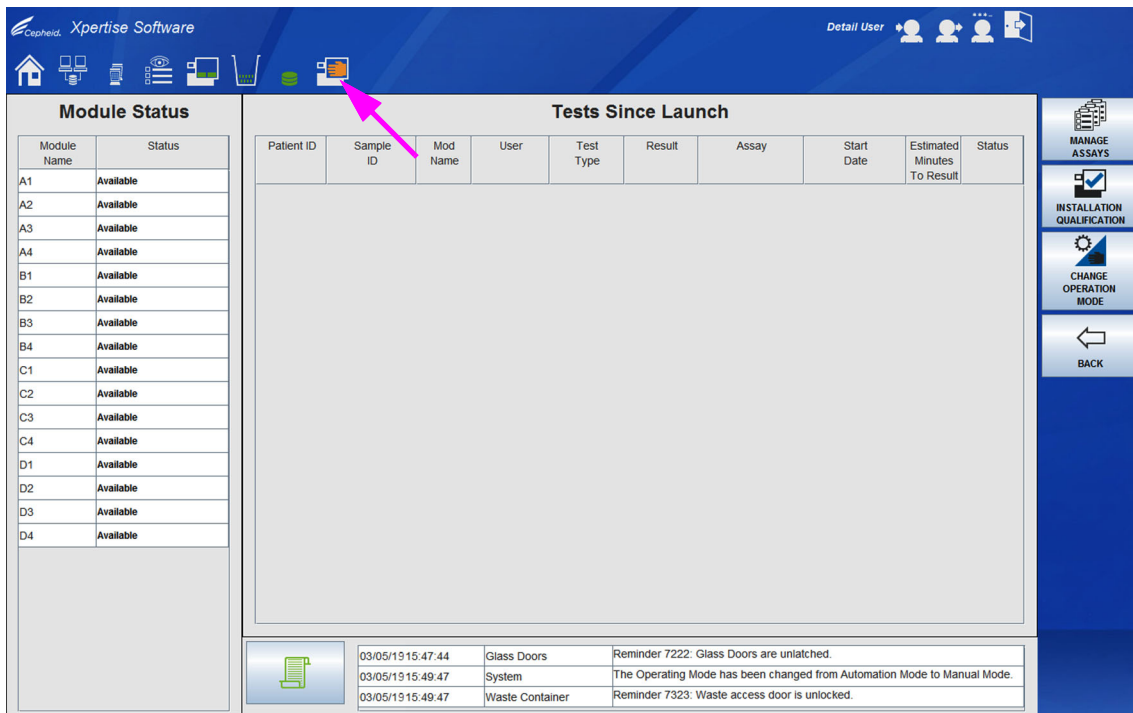 Cepheid. Xpertise Software
Detail User
Module Status
Module Name Status
A1 Available
A2 Available
A3 Available
A4 Available
B1 Available
B2 Available
B3 Available
B4 Available
C1 Available
C2 Available
C3 Available
C4 Available
D1 Available
D2 Available
D3 Available
D4 Available
Tests Since Launch
Patient ID Sample ID Mod Name User Test Type Result Assay Start Date Estimated Minutes To Result Status
03/05/19 15:47:44 Glass Doors Reminder 7222: Glass Doors are unlatched.
03/05/19 15:49:47 System The Operating Mode has been changed from Automation Mode to Manual Mode.
03/05/19 15:49:47 Waste Container Reminder 7323: Waste access door is unlocked.
MANAGE
ASSAYS
INSTALLATION
QUALIFICATION
CHANGE
OPERATION
MODE
BACK